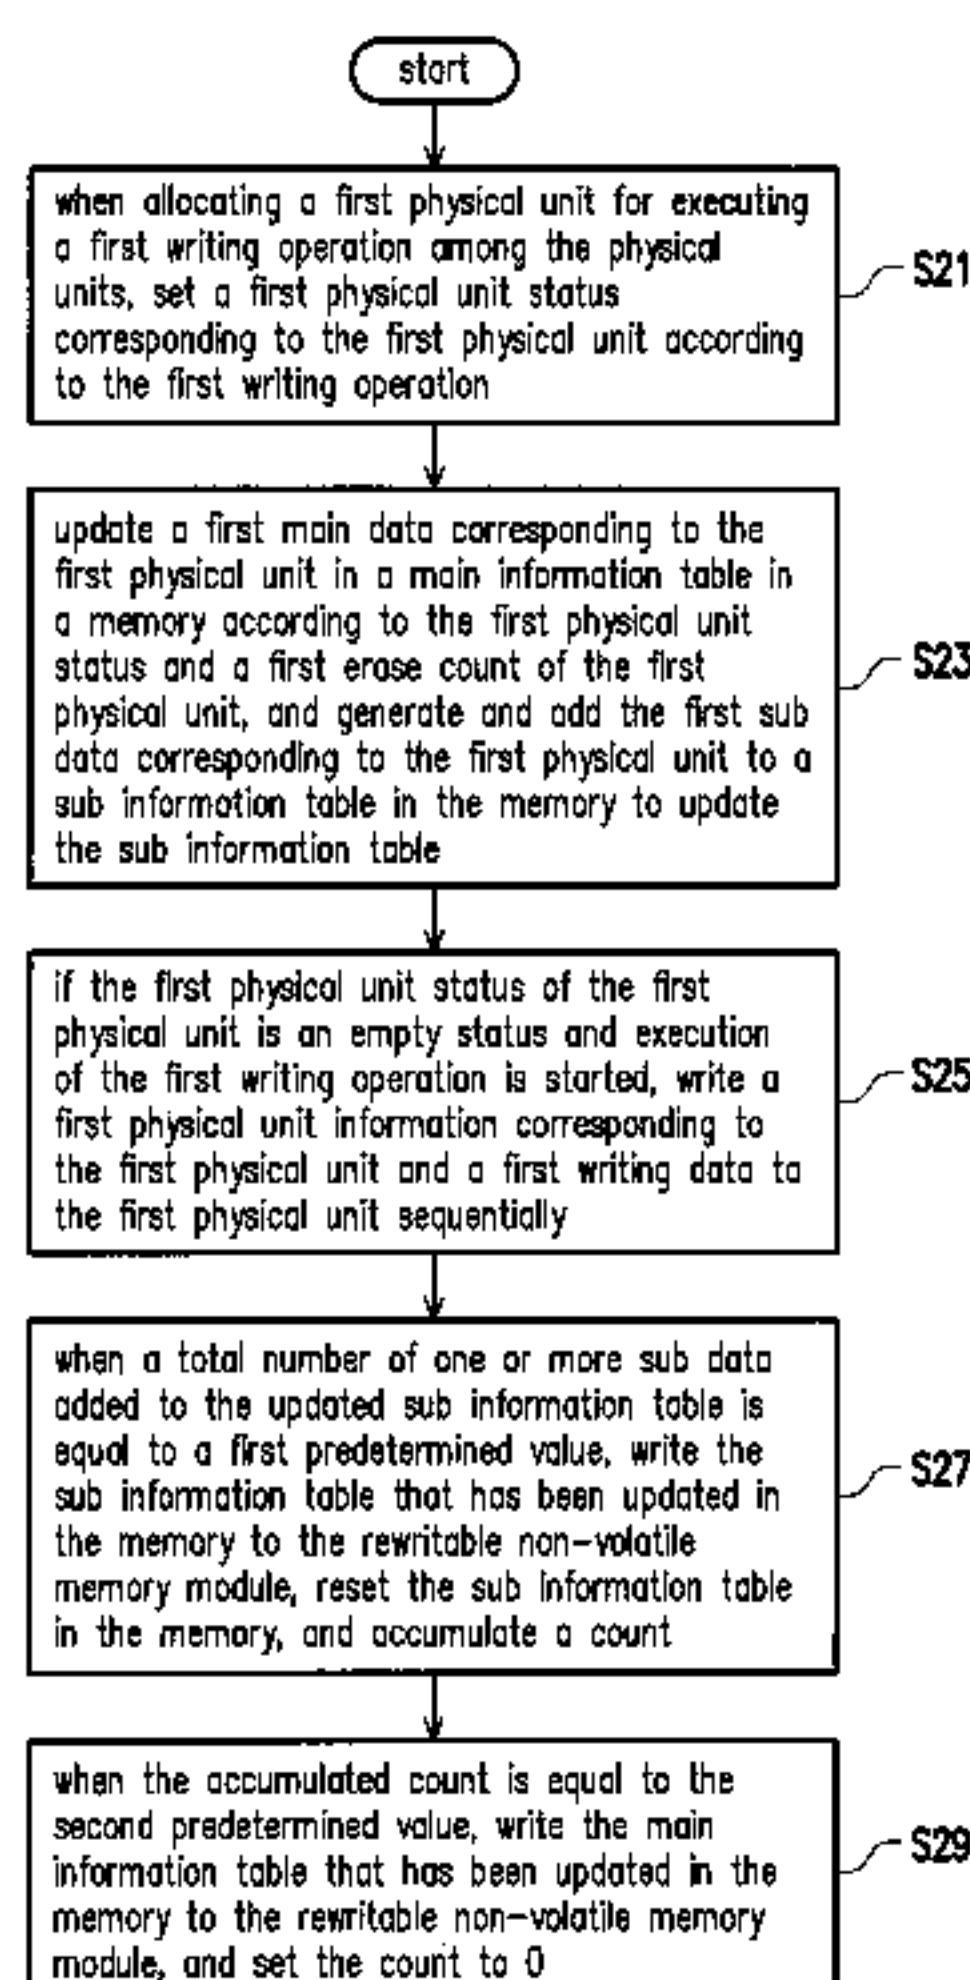 start
when allocating a first physical unit for executing
a first writing operation among the physical
units, set a first physical unit status
corresponding to the first physical unit according
to the first writing operation
S21
update a first main data corresponding to the
first physical unit in a main information table in
a memory according to the first physical unit
status and a first erase count of the first
physical unit, and generate and add the first sub
data corresponding to the first physical unit to a
sub information table in the memory to update
the sub information table
S23
if the first physical unit status of the first
physical unit is an empty status and execution
of the first writing operation is started, write a
first physical unit information corresponding to
the first physical unit and a first writing data to
the first physical unit sequentially
S25
when a total number of one or more sub data
added to the updated sub information table is
equal to a first predetermined value, write the
sub information table that has been updated in
the memory to the rewritable non-volatile
memory module, reset the sub information table
in the memory, and accumulate a count
S27
when the accumulated count is equal to the
second predetermined value, write the main
information table that has been updated in the
memory to the rewritable non-volatile memory
module, and set the count to 0
S29